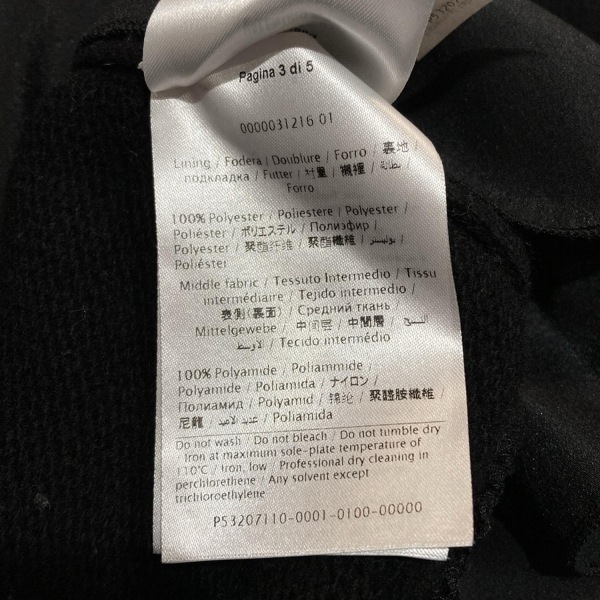 Pagina 3 di 5
0000031216 01
Lining / Fodera / Doublure / Forro / 裏地 /
подкладка / Futter / 衬里 / 襯裡 / بطانة /
Forro
100% Polyester / Poliestere / Polyester /
Poliéster / ポリエステル / Полиэфир /
Polyester / 聚酯纤维 / 聚酯纖維 / بوليستر /
Poliéster
Middle fabric / Tessuto Intermedio / Tissu
intermédiaire / Tejido intermedio /
表側(裏面) / Средний ткань /
Mittelgewebe / 中间层 / 中間層 / النسيج
الأوسط / Tecido intermédio
100% Polyamide / Poliammide /
Polyamide / Poliamida / ナイロン /
Полиамид / Polyamid / 锦纶 / 聚醯胺纖維 /
尼龍 / عديد الاميد / Poliamida
Do not wash / Do not bleach / Do not tumble dry
/ Iron at maximum sole-plate temperature of
110°C / Iron, low / Professional dry cleaning in
perchlorethene / Any solvent except
trichloroethylene
P53207110-0001-0100-00000